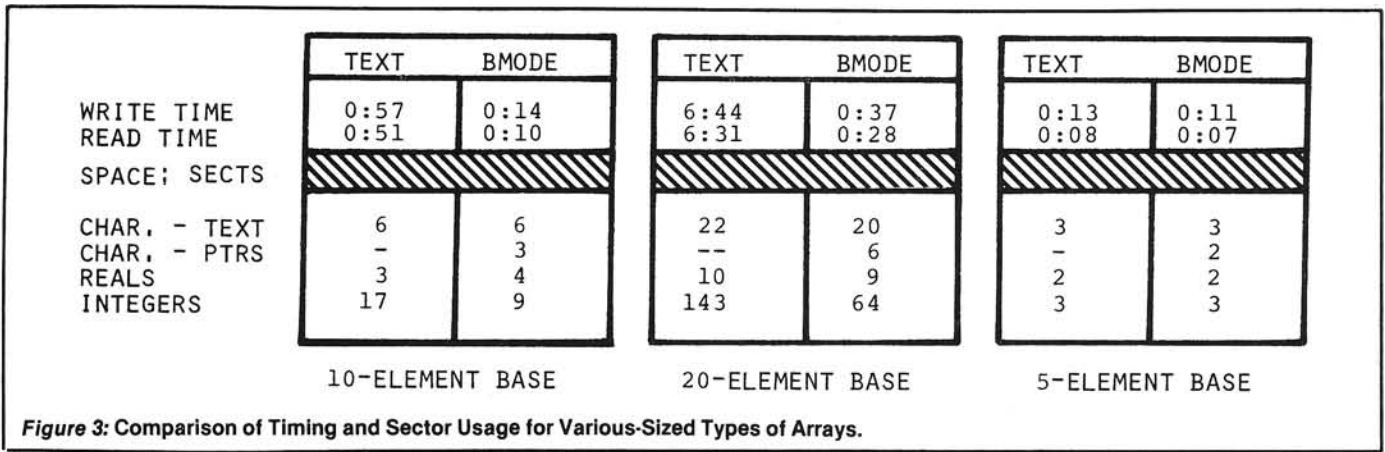 TEXT BMODE TEXT BMODE TEXT BMODE
WRITE TIME 0:57 0:14 6:44 0:37 0:13 0:11
READ TIME 0:51 0:10 6:31 0:28 0:08 0:07
SPACE; SECTS
CHAR. - TEXT 6 6 22 20 3 3
CHAR. - PTRS - 3 -- 6 - 2
REALS 3 4 10 9 2 2
INTEGERS 17 9 143 64 3 3
10-ELEMENT BASE 20-ELEMENT BASE 5-ELEMENT BASE
Figure 3: Comparison of Timing and Sector Usage for Various-Sized Types of Arrays.